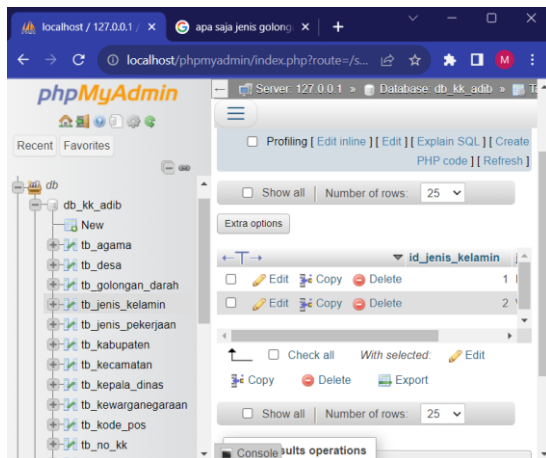 localhost / 127.0.0.1 /
apa saja jenis golong
localhost/phpmyadmin/index.php?route=/s...
M
phpMyAdmin
Recent Favorites
db
db_kk_adib
New
tb_agama
tb_desa
tb_golongan_darah
tb_jenis_kelamin
tb_jenis_pekerjaan
tb_kabupaten
tb_kecamatan
tb_kepala_dinas
tb_kewarganegaraan
tb_kode_pos
tb_no_kk
Server: 127.0.0.1 » Database: db_kk_adib »
Profiling [ Edit inline ] [ Edit ] [ Explain SQL ] [ Create
PHP code ] [ Refresh ]
Show all Number of rows: 25
Extra options
id_jenis_kelamin
Edit Copy Delete 1
Edit Copy Delete 2
Check all With selected: Edit
Copy Delete Export
Show all Number of rows: 25
Console sults operations